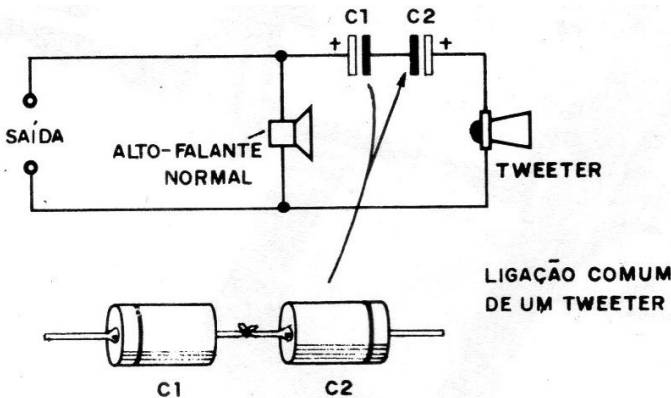 C1 C2
+ +
SAÍDA
ALTO-FALANTE
NORMAL
TWEETER
LIGAÇÃO COMUM
DE UM TWEETER
C1 C2